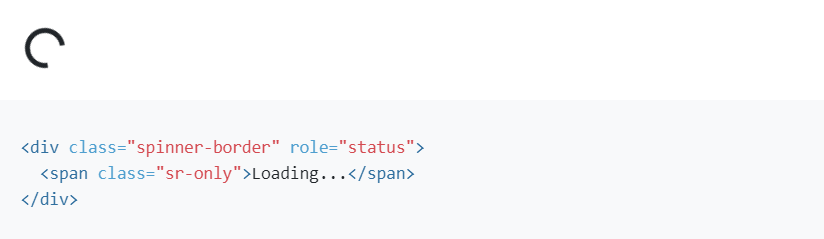 <div class="spinner-border" role="status">
  <span class="sr-only">Loading...</span>
</div>